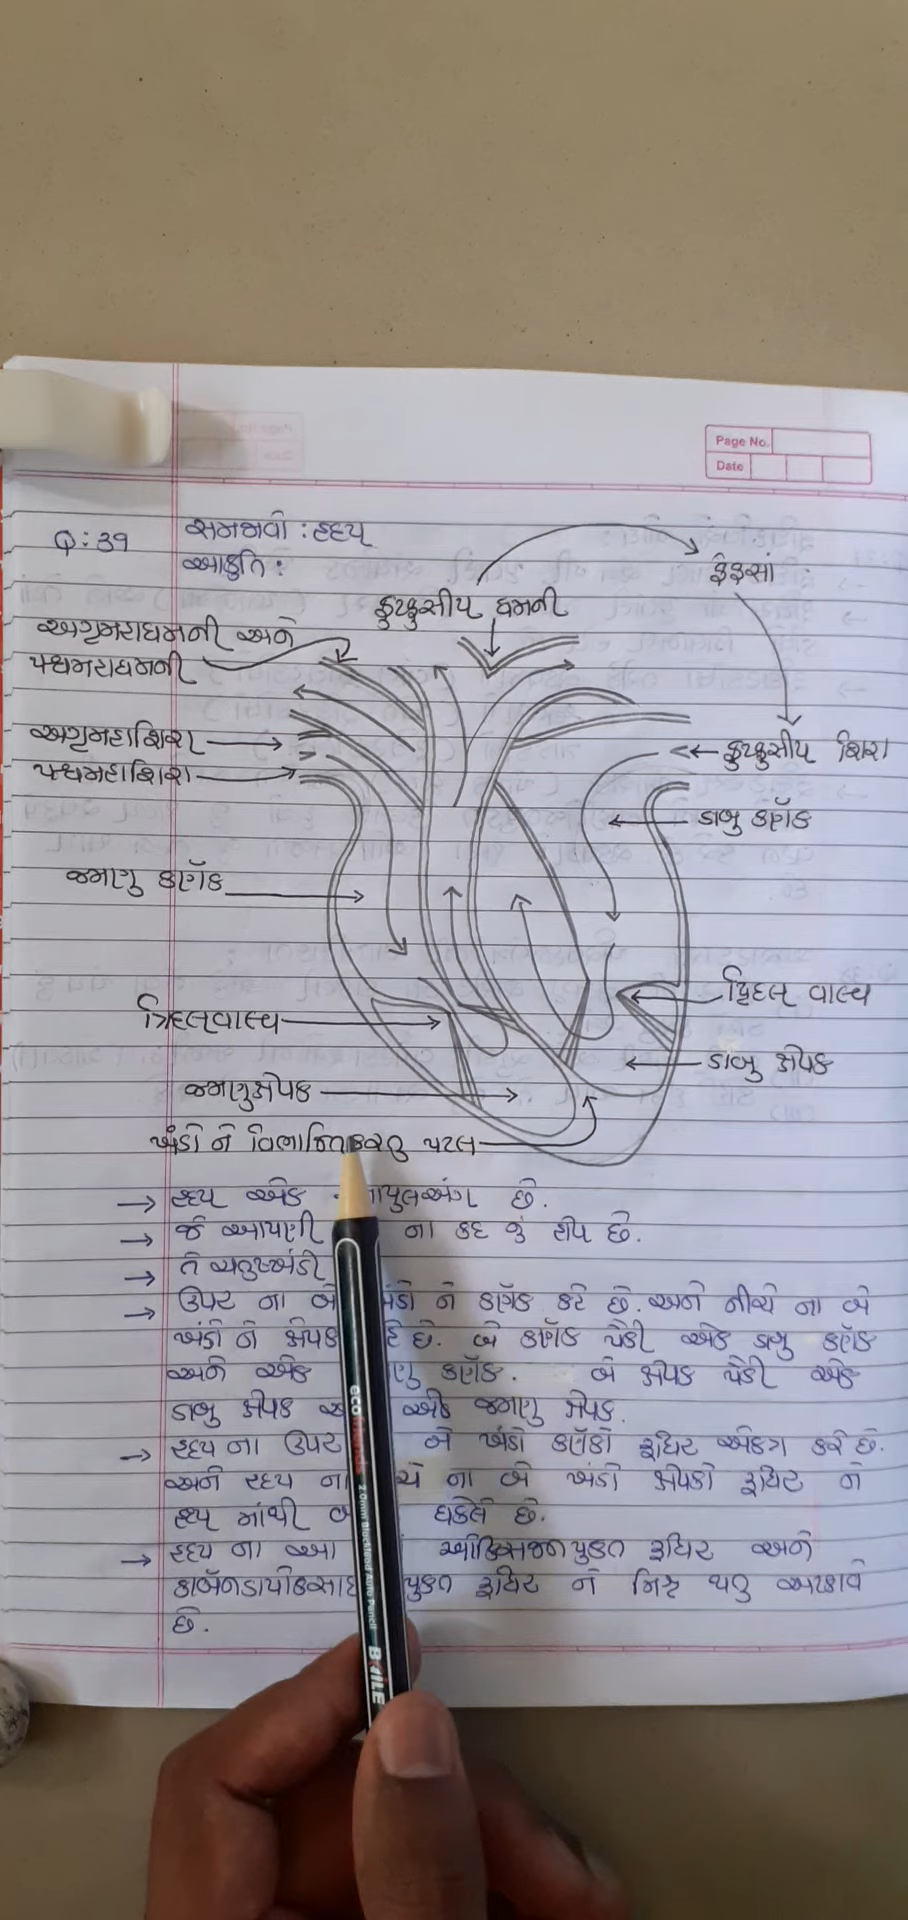 Page No.
Date
Q:39
સમજાવો : હૃદય
આકૃતિ :
ફેફસાં
ફુફ્ફુસીય ધમની
અગ્રમહાધમની અને
પશ્ચમહાધમની
અગ્રમહાશિરા
ફુફ્ફુસીય શિરા
પશ્ચમહાશિરા
ડાબુ કર્ણક
જમણુ કર્ણક
દ્વિદલ વાલ્વ
ત્રિદલવાલ્વ
ડાબુ ક્ષેપક
જમણુક્ષેપક
ખંડો ને વિભાજિત કરતુ પટલ
→ હૃદય એક છે.
→ જે આપણી ના કદ નું હોય છે.
→ તે ચતુષ્ખંડી
→ ઉપર ના બે ખંડો ને કર્ણક કહે છે. અને નીચે ના બે
ખંડો ને ક્ષેપક કહે છે. બે કર્ણક પૈકી એક ડાબુ કર્ણક
અને એક જમણુ કર્ણક. બે ક્ષેપક પૈકી એક
ડાબુ ક્ષેપક અને એક જમણુ ક્ષેપક.
→ હૃદય ના ઉપર બે ખંડો કર્ણકો રૂધિર એકત્ર કરે છે.
અને હૃદય ના નીચે ના બે ખંડો ક્ષેપકો રૂધિર ને
હૃદય માંથી ધકેલે છે.
→ હૃદય ના આ ઓક્સિજનયુક્ત રૂધિર અને
કાર્બનડાયોક્સાઈડ યુક્ત રૂધિર ને મિશ્ર થતુ અટકાવે
છે.
2.0mm